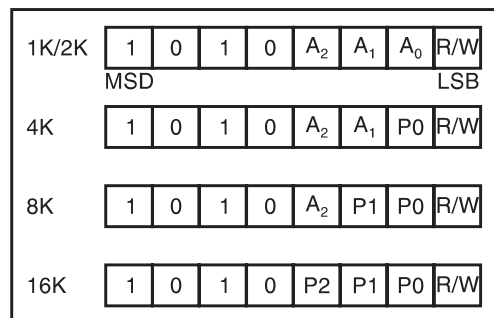 1K/2K 1 0 1 0 A₂ A₁ A₀ R/W
MSD LSB
4K 1 0 1 0 A₂ A₁ P0 R/W
8K 1 0 1 0 A₂ P1 P0 R/W
16K 1 0 1 0 P2 P1 P0 R/W